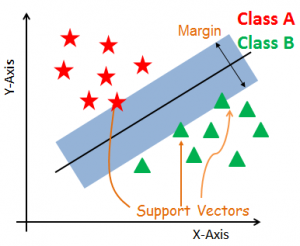 Class A
Margin
Class B
Y-Axis
Support Vectors
X-Axis